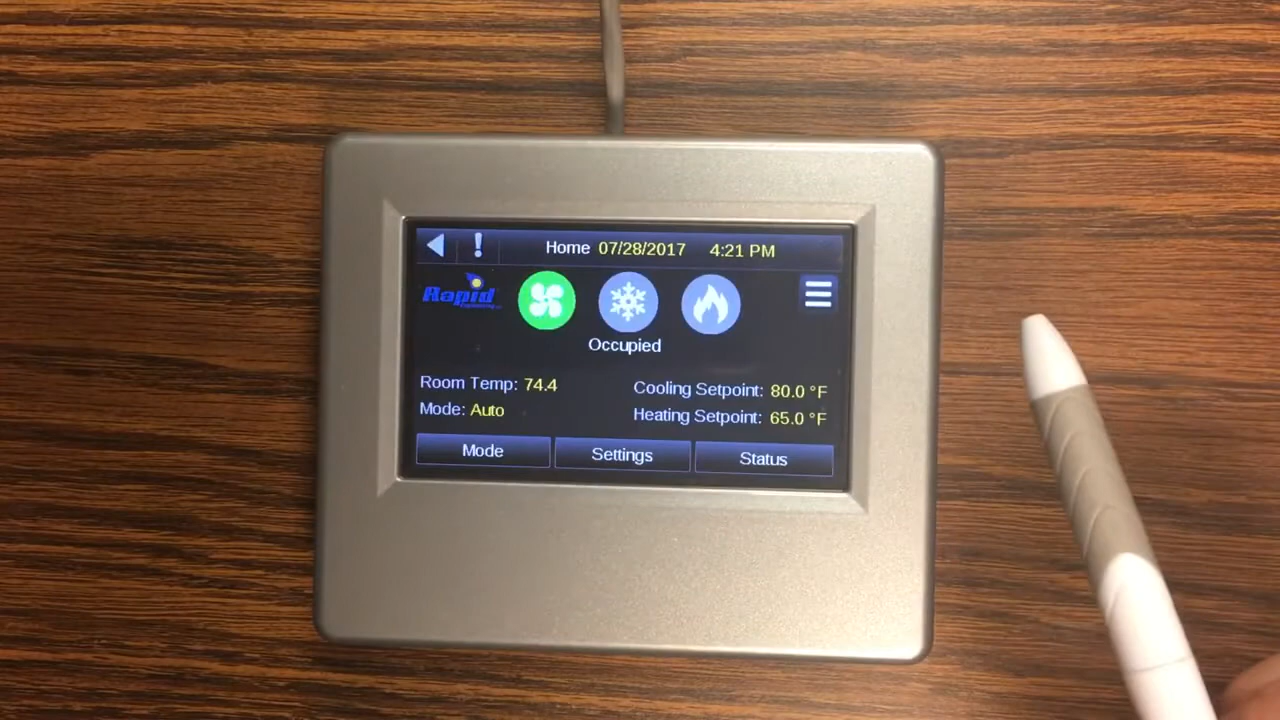 Home 07/28/2017 4:21 PM
Rapid
Occupied
Room Temp: 74.4
Cooling Setpoint: 80.0 °F
Mode: Auto
Heating Setpoint: 65.0 °F
Mode Settings Status